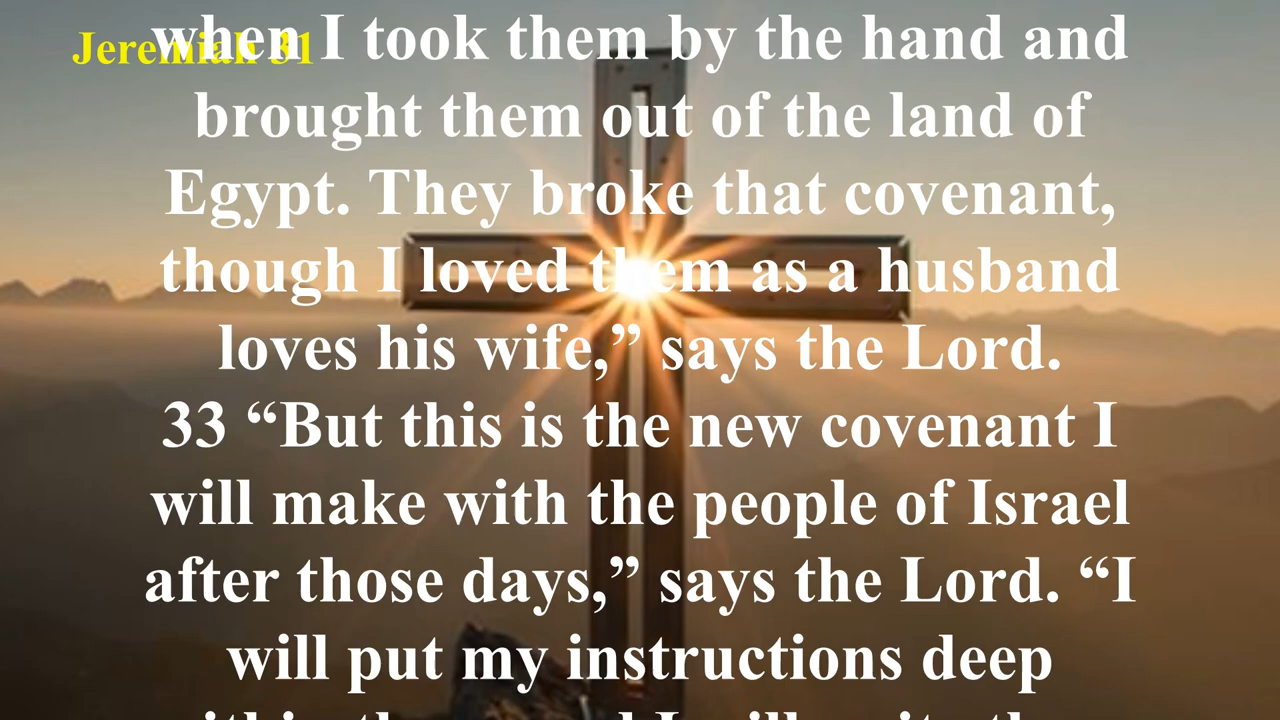 Jeremiah 31
when I took them by the hand and
brought them out of the land of
Egypt. They broke that covenant,
though I loved them as a husband
loves his wife,” says the Lord.
33 “But this is the new covenant I
will make with the people of Israel
after those days,” says the Lord. “I
will put my instructions deep